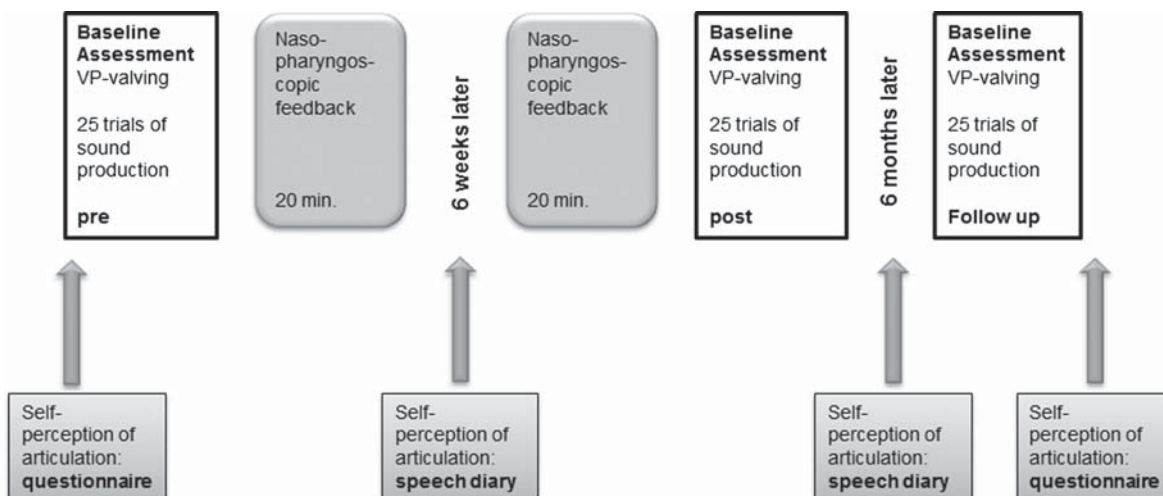 Baseline
Assessment
VP-valving
25 trials of
sound
production
pre
Naso-
pharyngos-
copic
feedback
20 min.
6 weeks later
Naso-
pharyngos-
copic
feedback
20 min.
Baseline
Assessment
VP-valving
25 trials of
sound
production
post
6 months later
Baseline
Assessment
VP-valving
25 trials of
sound
production
Follow up
Self-
perception of
articulation:
questionnaire
Self-
perception of
articulation:
speech diary
Self-
perception of
articulation:
speech diary
Self-
perception of
articulation:
questionnaire